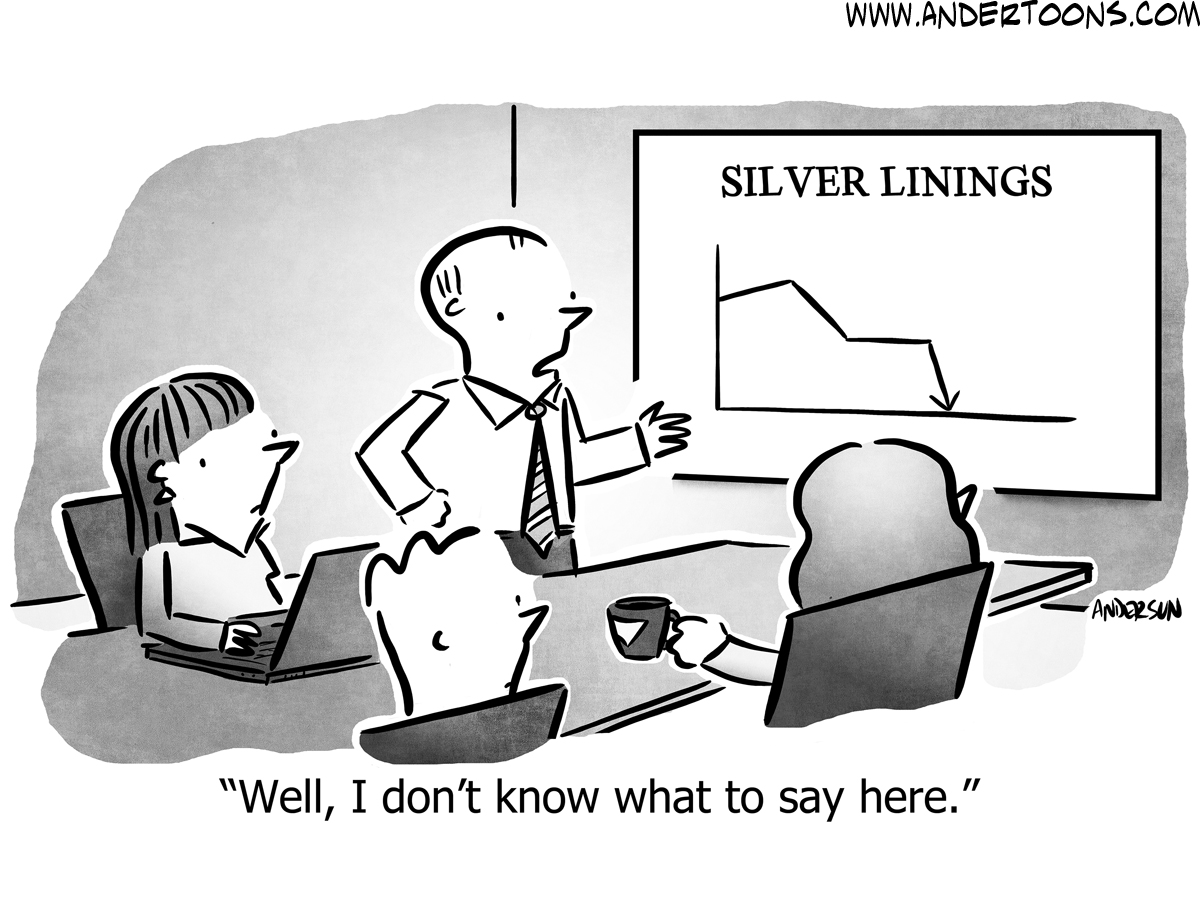 WWW.ANDERTOONS.COM
SILVER LININGS
ANDERSON
“Well, I don’t know what to say here.”